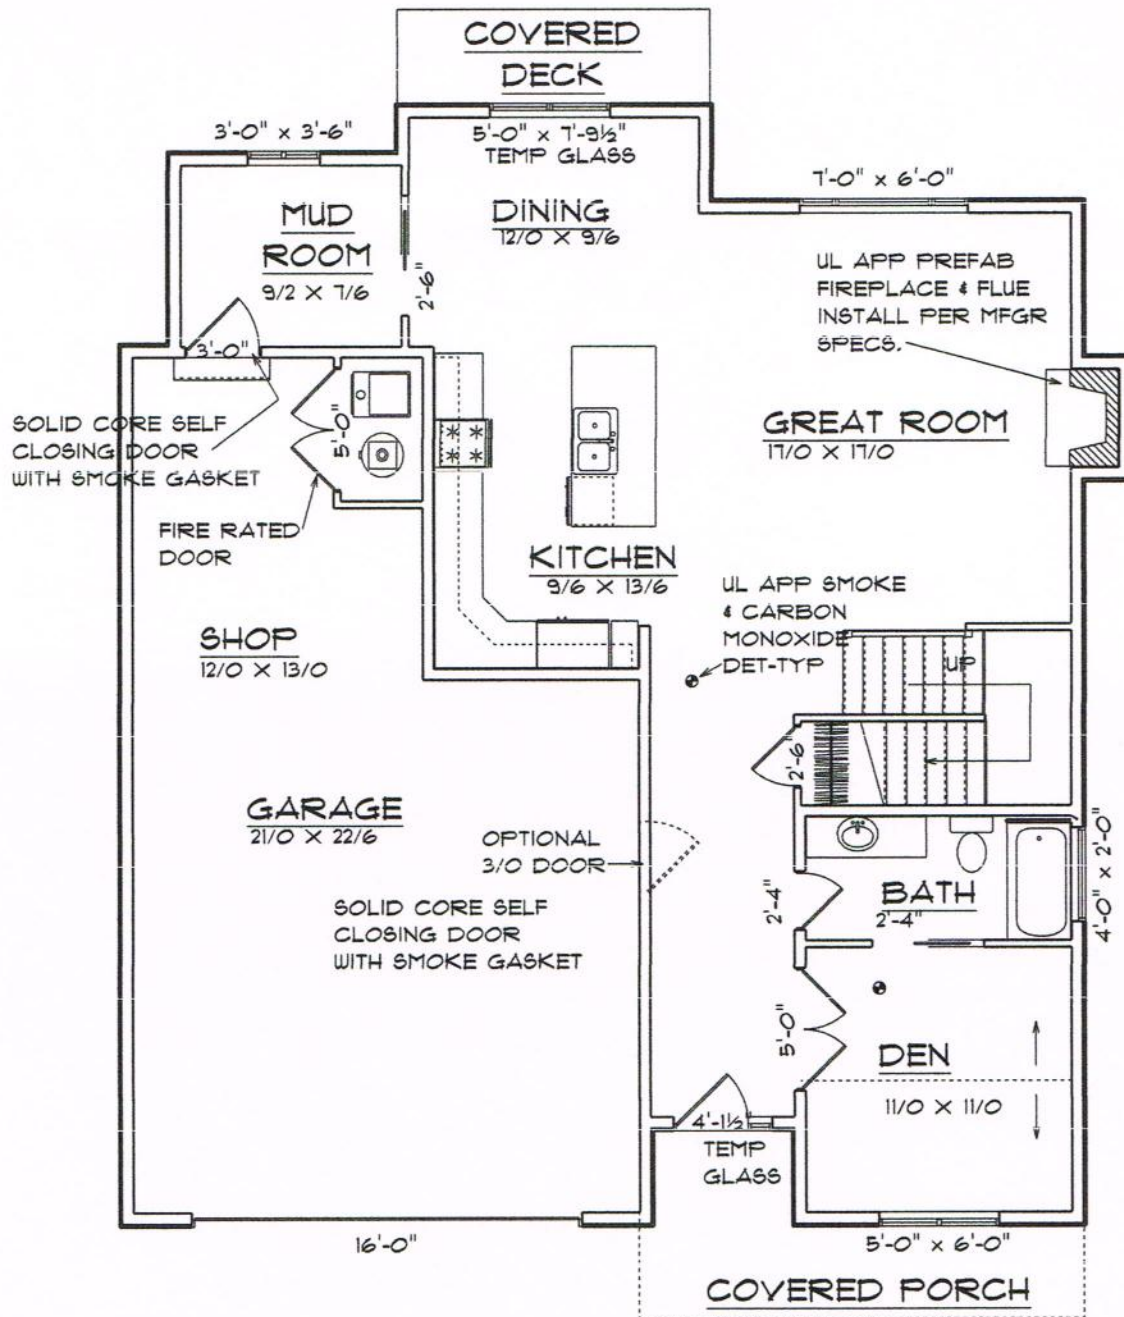 COVERED
DECK
3'-0" x 3'-6"
5'-0" x 7'-9½"
TEMP GLASS
7'-0" x 6'-0"
MUD
ROOM
9/2 X 7/6
DINING
12/0 X 9/6
2'-6"
UL APP PREFAB
FIREPLACE & FLUE
INSTALL PER MFGR
SPECS.
3'-0"
SOLID CORE SELF
CLOSING DOOR
WITH SMOKE GASKET
5'-0"
GREAT ROOM
17/0 X 17/0
FIRE RATED
DOOR
KITCHEN
9/6 X 13/6
UL APP SMOKE
& CARBON
MONOXIDE
DET-TYP
SHOP
12/0 X 13/0
UP
2'-6"
GARAGE
21/0 X 22/6
OPTIONAL
3/0 DOOR
SOLID CORE SELF
CLOSING DOOR
WITH SMOKE GASKET
2'-4"
BATH
2'-4"
4'-0" x 2'-0"
5'-0"
DEN
11/0 X 11/0
4'-1½"
TEMP
GLASS
16'-0"
5'-0" x 6'-0"
COVERED PORCH